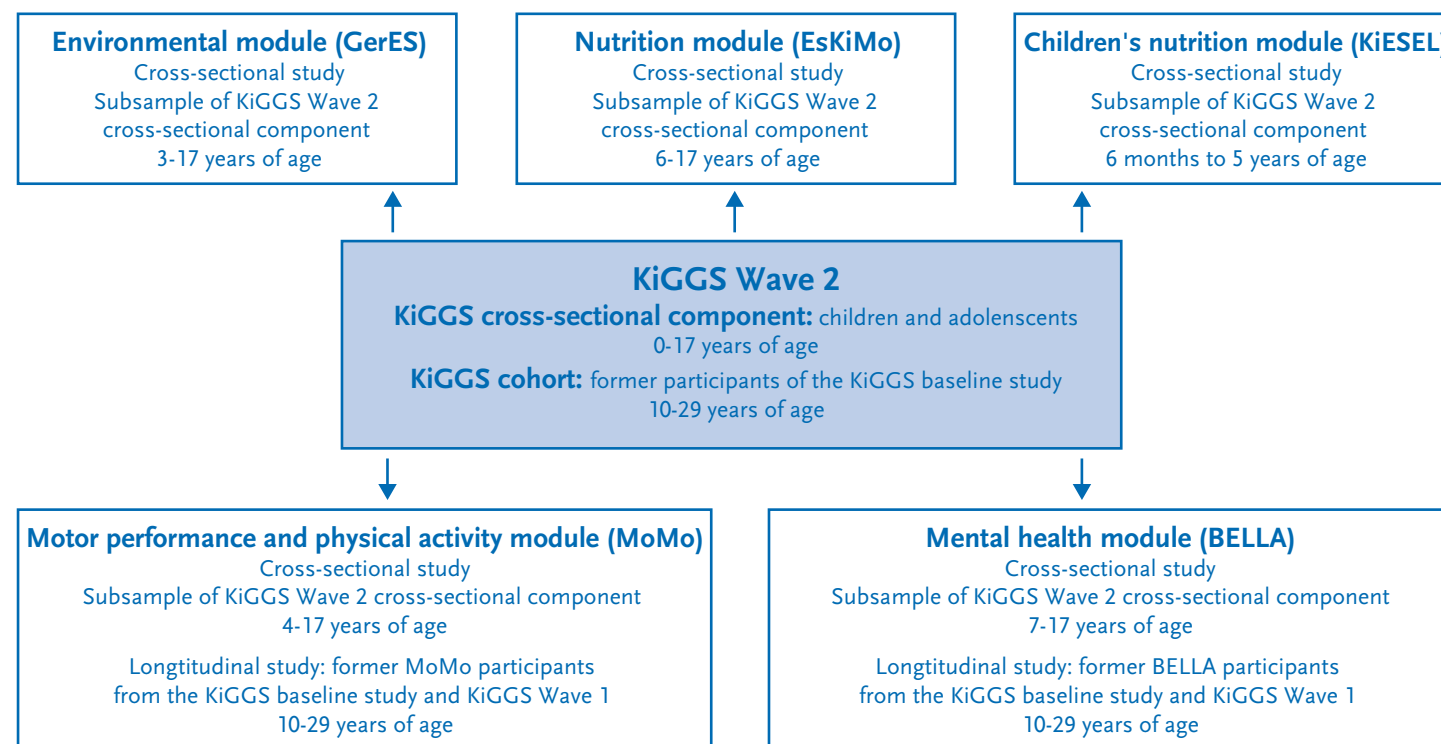 Environmental module (GerES)
Cross-sectional study
Subsample of KiGGS Wave 2
cross-sectional component
3-17 years of age
Nutrition module (EsKiMo)
Cross-sectional study
Subsample of KiGGS Wave 2
cross-sectional component
6-17 years of age
Children's nutrition module (KiESEL)
Cross-sectional study
Subsample of KiGGS Wave 2
cross-sectional component
6 months to 5 years of age
KiGGS Wave 2
KiGGS cross-sectional component: children and adolenscents
0-17 years of age
KiGGS cohort: former participants of the KiGGS baseline study
10-29 years of age
Motor performance and physical activity module (MoMo)
Cross-sectional study
Subsample of KiGGS Wave 2 cross-sectional component
4-17 years of age
Longtitudinal study: former MoMo participants
from the KiGGS baseline study and KiGGS Wave 1
10-29 years of age
Mental health module (BELLA)
Cross-sectional study
Subsample of KiGGS Wave 2 cross-sectional component
7-17 years of age
Longtitudinal study: former BELLA participants
from the KiGGS baseline study and KiGGS Wave 1
10-29 years of age